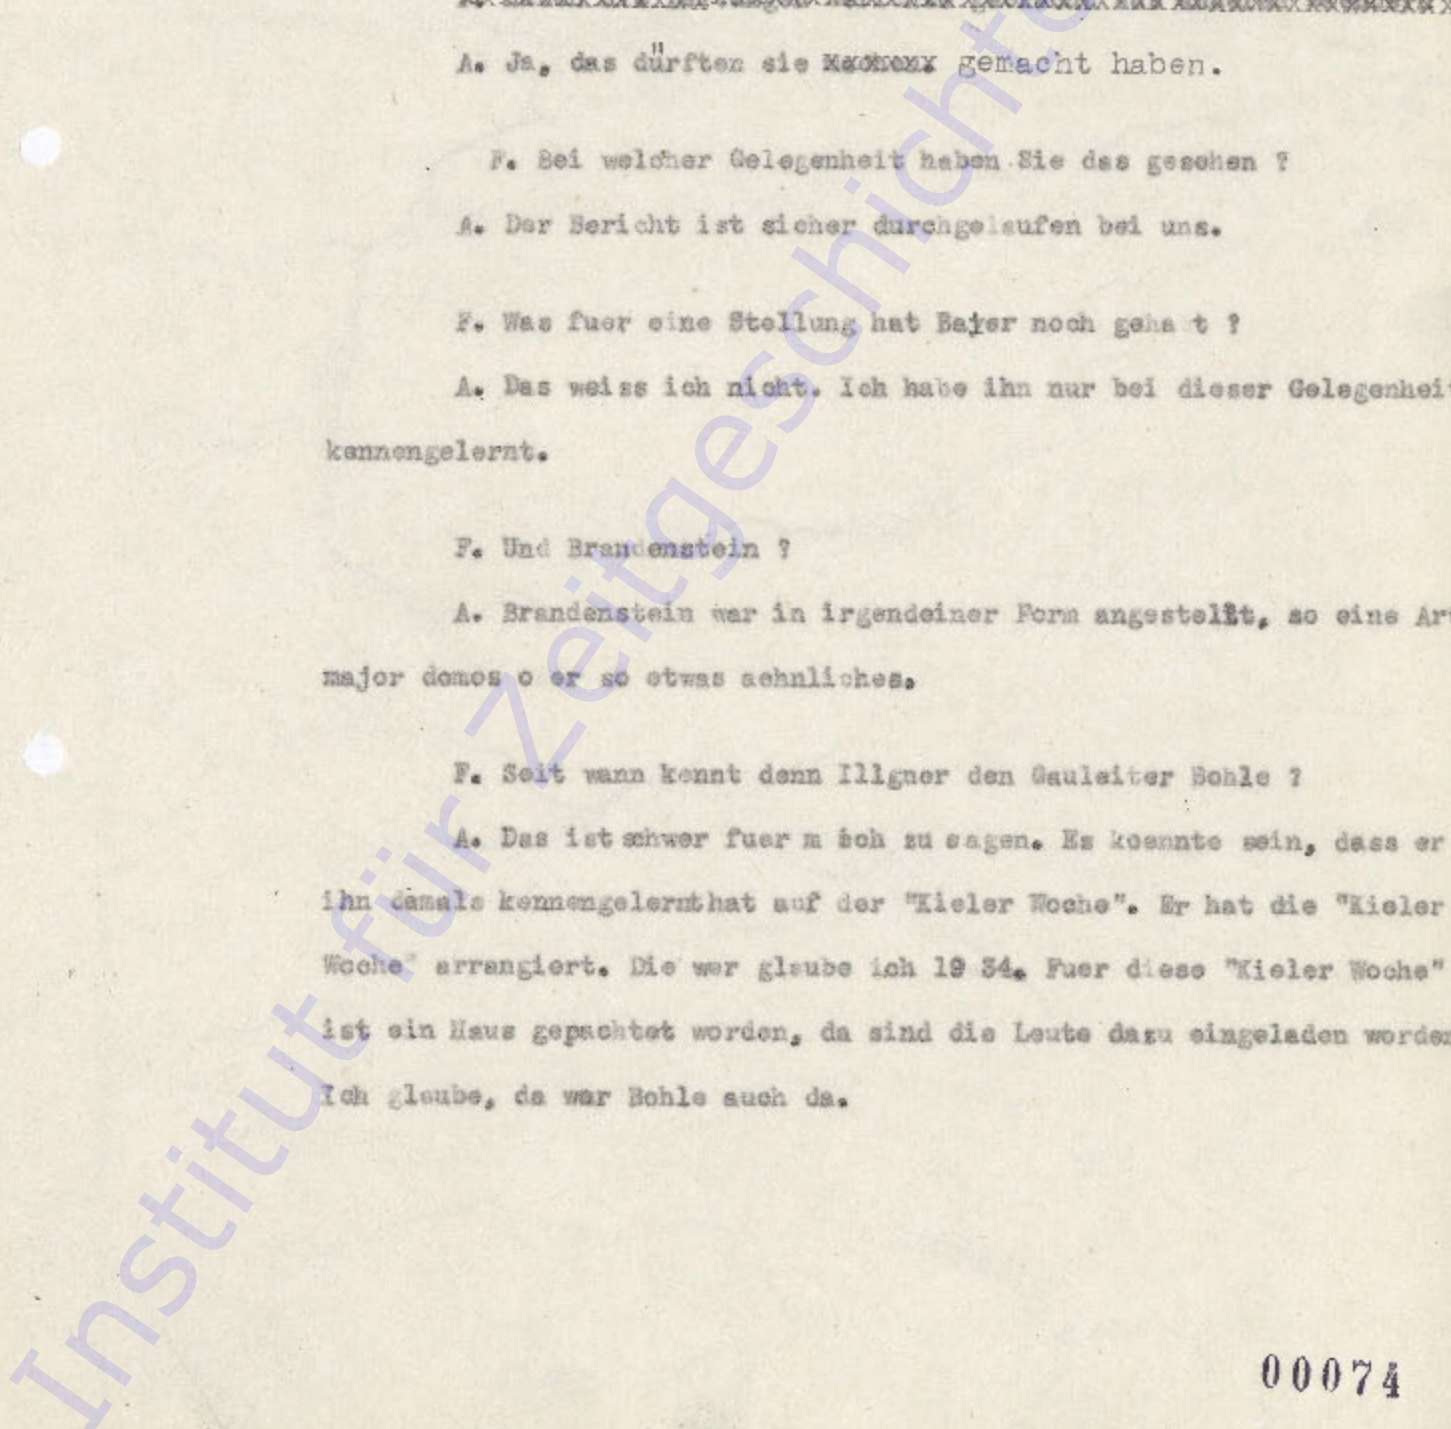 A. Ja, das dürften sie gemacht haben.
F. Bei welcher Gelegenheit haben Sie das gesehen ?
A. Der Bericht ist sicher durchgelaufen bei uns.
F. Was fuer eine Stellung hat Bayer noch geha t ?
A. Das weiss ich nicht. Ich habe ihn nur bei dieser Gelegenheit
kennengelernt.
F. Und Brandenstein ?
A. Brandenstein war in irgendeiner Form angestellt, so eine Art
major domos o er so etwas aehnliches.
F. Seit wann kennt denn Illgner den Gauleiter Bohle ?
A. Das ist schwer fuer m ich zu sagen. Es koennte sein, dass er
ihn damals kennengelernthat auf der "Kieler Woche". Er hat die "Kieler
Woche" arrangiert. Die war glaube ich 19 34. Fuer diese "Kieler Woche"
ist ein Haus gepachtet worden, da sind die Leute dazu eingeladen worden
Ich glaube, da war Bohle auch da.
00074
Institut für Zeitgeschichte